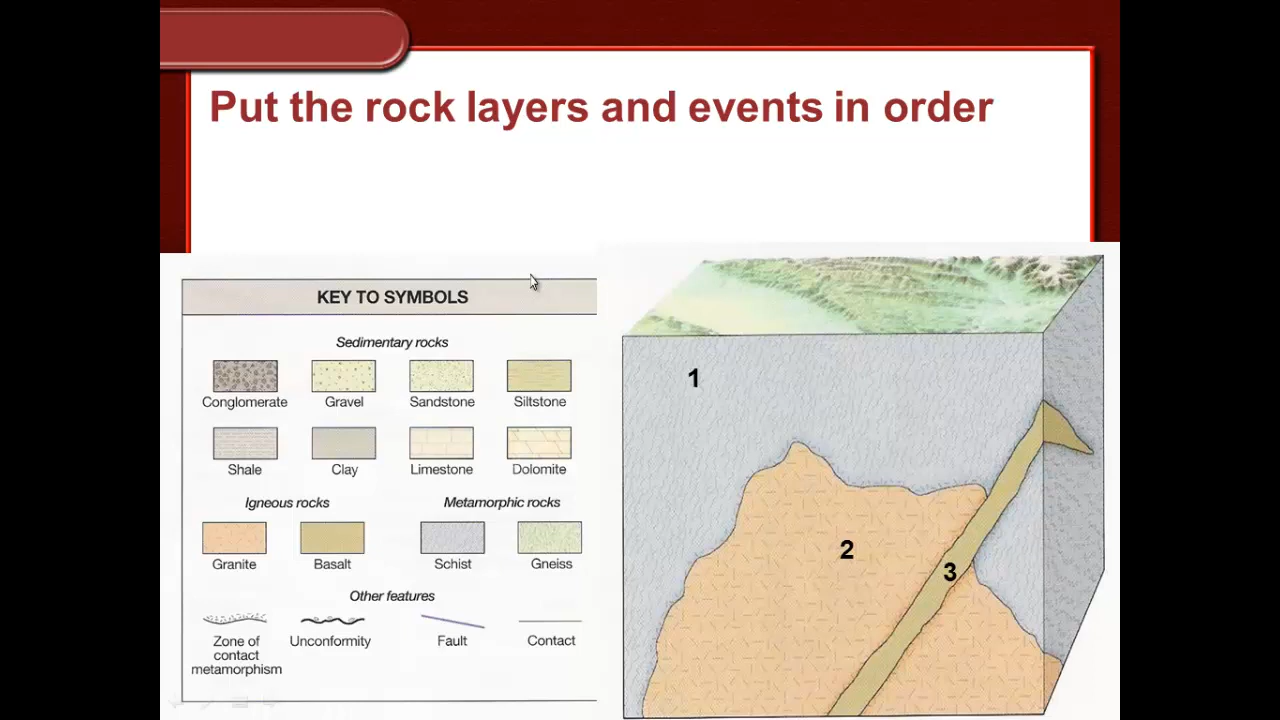 Put the rock layers and events in order
KEY TO SYMBOLS
Sedimentary rocks
Conglomerate Gravel Sandstone Siltstone
Shale Clay Limestone Dolomite
Igneous rocks Metamorphic rocks
Granite Basalt Schist Gneiss
Other features
Zone of contact metamorphism Unconformity Fault Contact
1
2
3